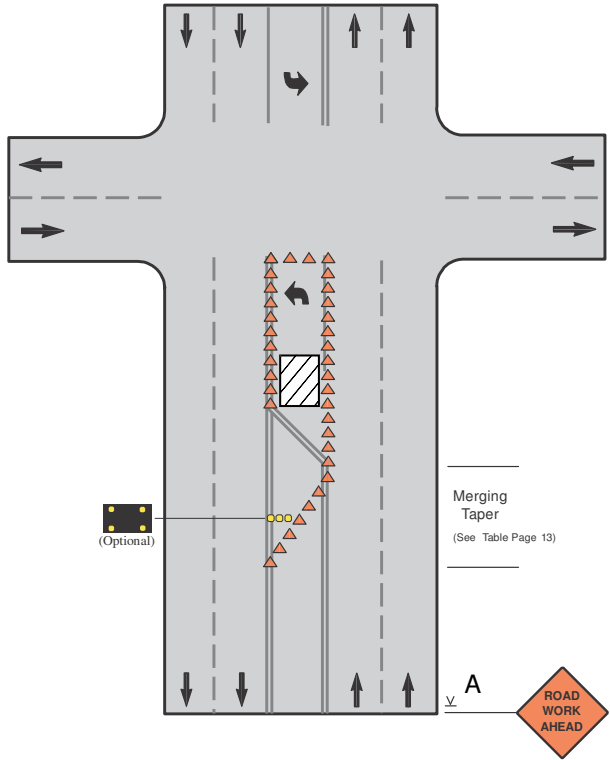 Merging
Taper
(See Table Page 13)
(Optional)
A
ROAD
WORK
AHEAD